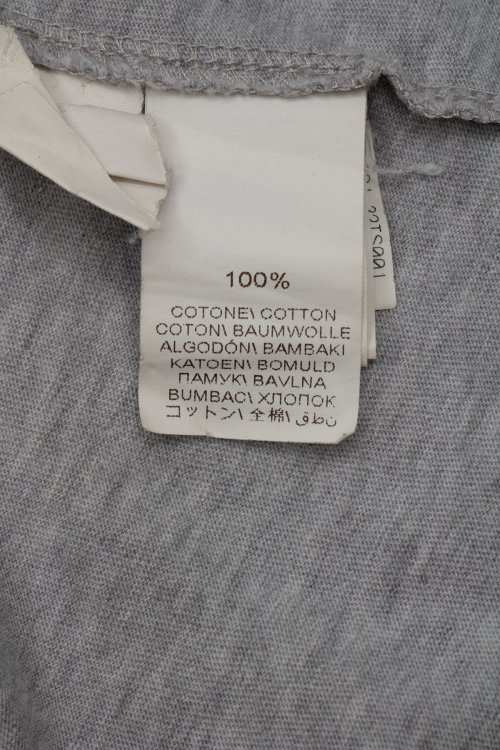 100%
COTONE\ COTTON
COTON\ BAUMWOLLE
ALGODÓN\ BAMBAKI
KATOEN\ BOMULD
ПАМУК\ BAVLNA
BUMBAC\ ХЛОПОК
コットン\ 全棉\ نطق